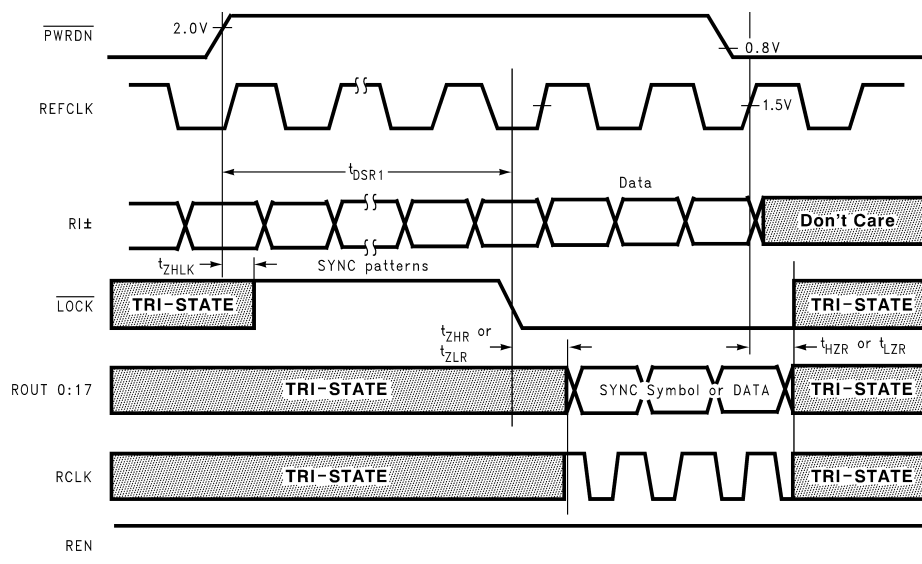 PWRDN
2.0V
0.8V
REFCLK
1.5V
tDSR1
Data
RI±
Don't Care
tZHLK
SYNC patterns
LOCK
TRI-STATE
TRI-STATE
tZHR or
tZLR
tHZR or tLZR
ROUT 0:17
TRI-STATE
SYNC Symbol or DATA
TRI-STATE
RCLK
TRI-STATE
TRI-STATE
REN